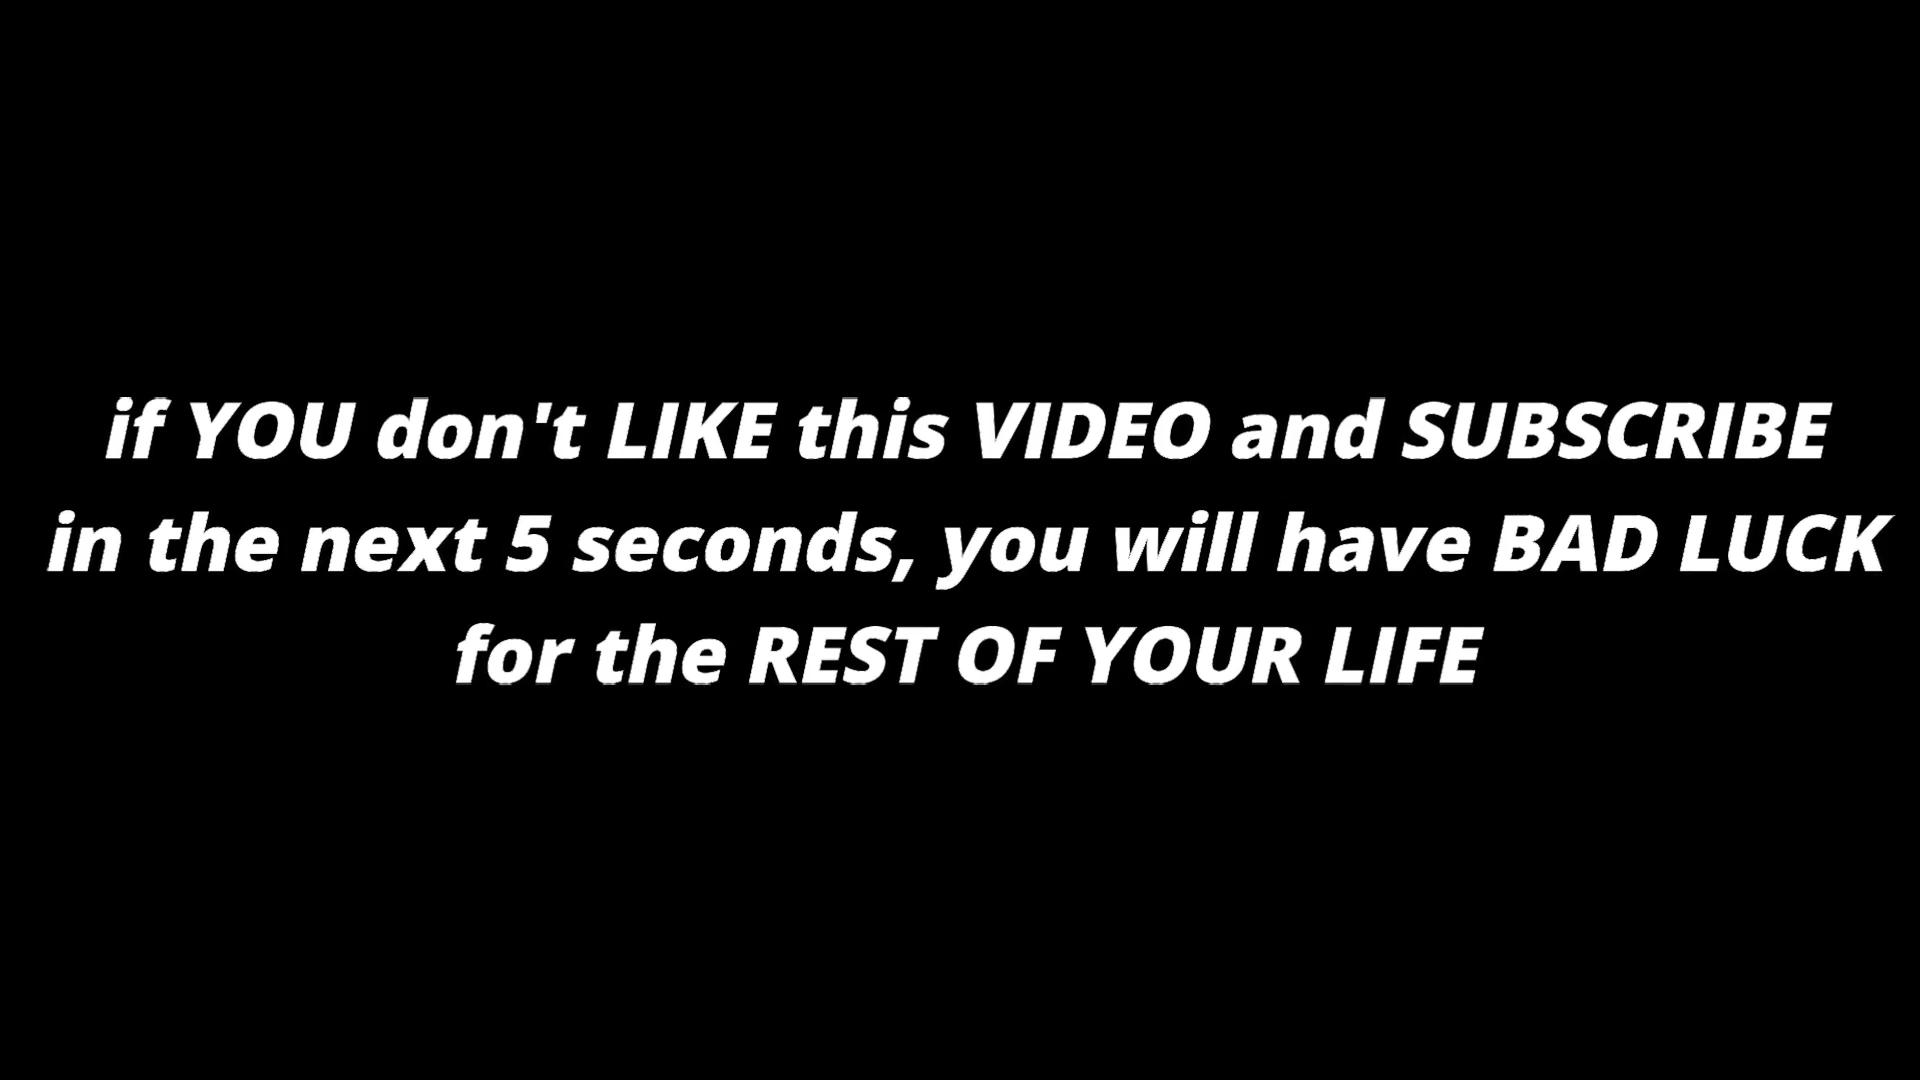 if YOU don't LIKE this VIDEO and SUBSCRIBE
in the next 5 seconds, you will have BAD LUCK
for the REST OF YOUR LIFE